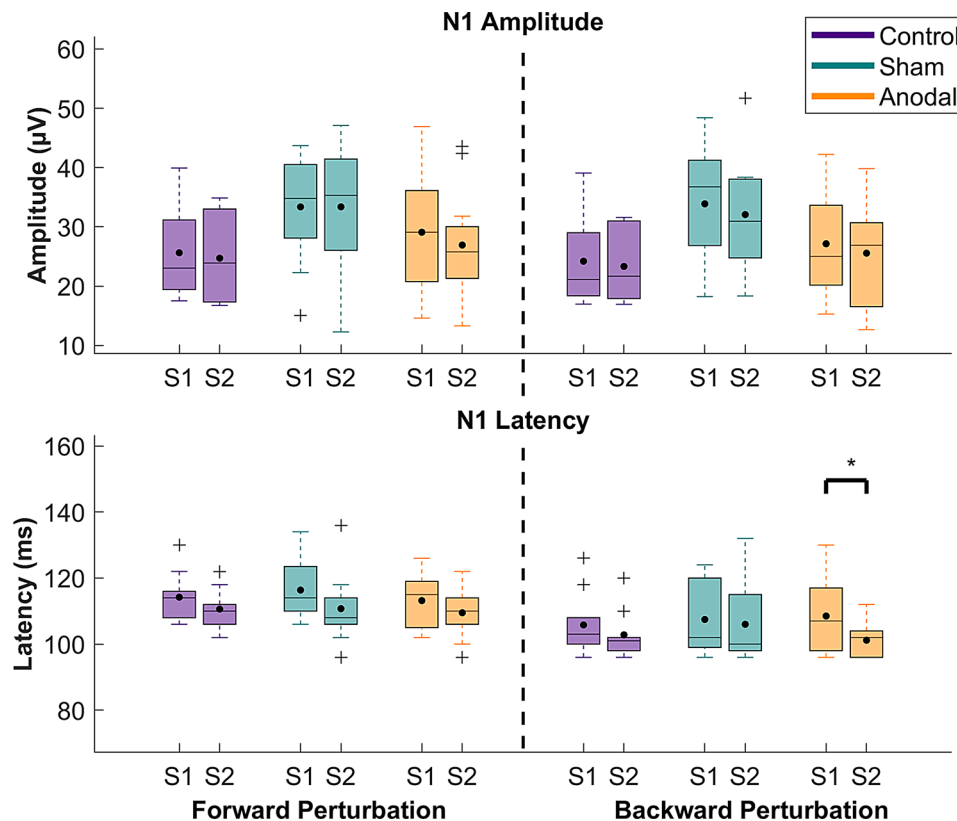 N1 Amplitude
Control
Sham
Anodal
Amplitude (µV)
60
50
40
30
20
10
S1 S2 S1 S2 S1 S2 S1 S2 S1 S2 S1 S2
N1 Latency
Latency (ms)
160
140
120
100
80
*
S1 S2 S1 S2 S1 S2 S1 S2 S1 S2 S1 S2
Forward Perturbation Backward Perturbation